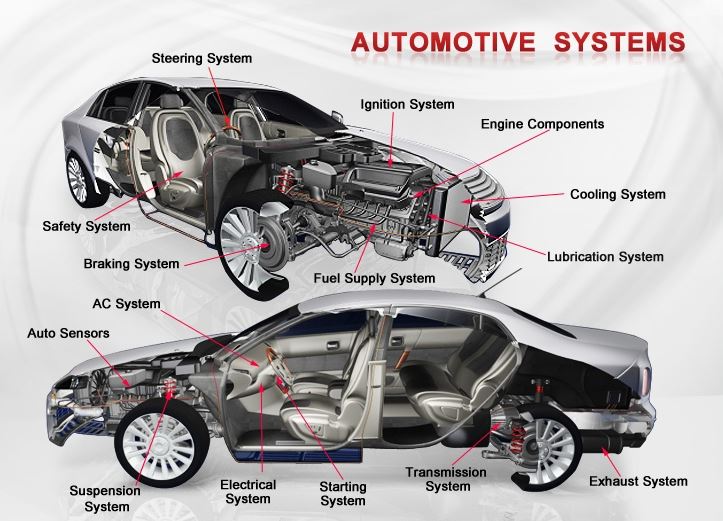 AUTOMOTIVE SYSTEMS
Steering System
Ignition System
Engine Components
Cooling System
Safety System
Braking System
Lubrication System
Fuel Supply System
AC System
Auto Sensors
Suspension
System
Electrical
System
Starting
System
Transmission
System
Exhaust System